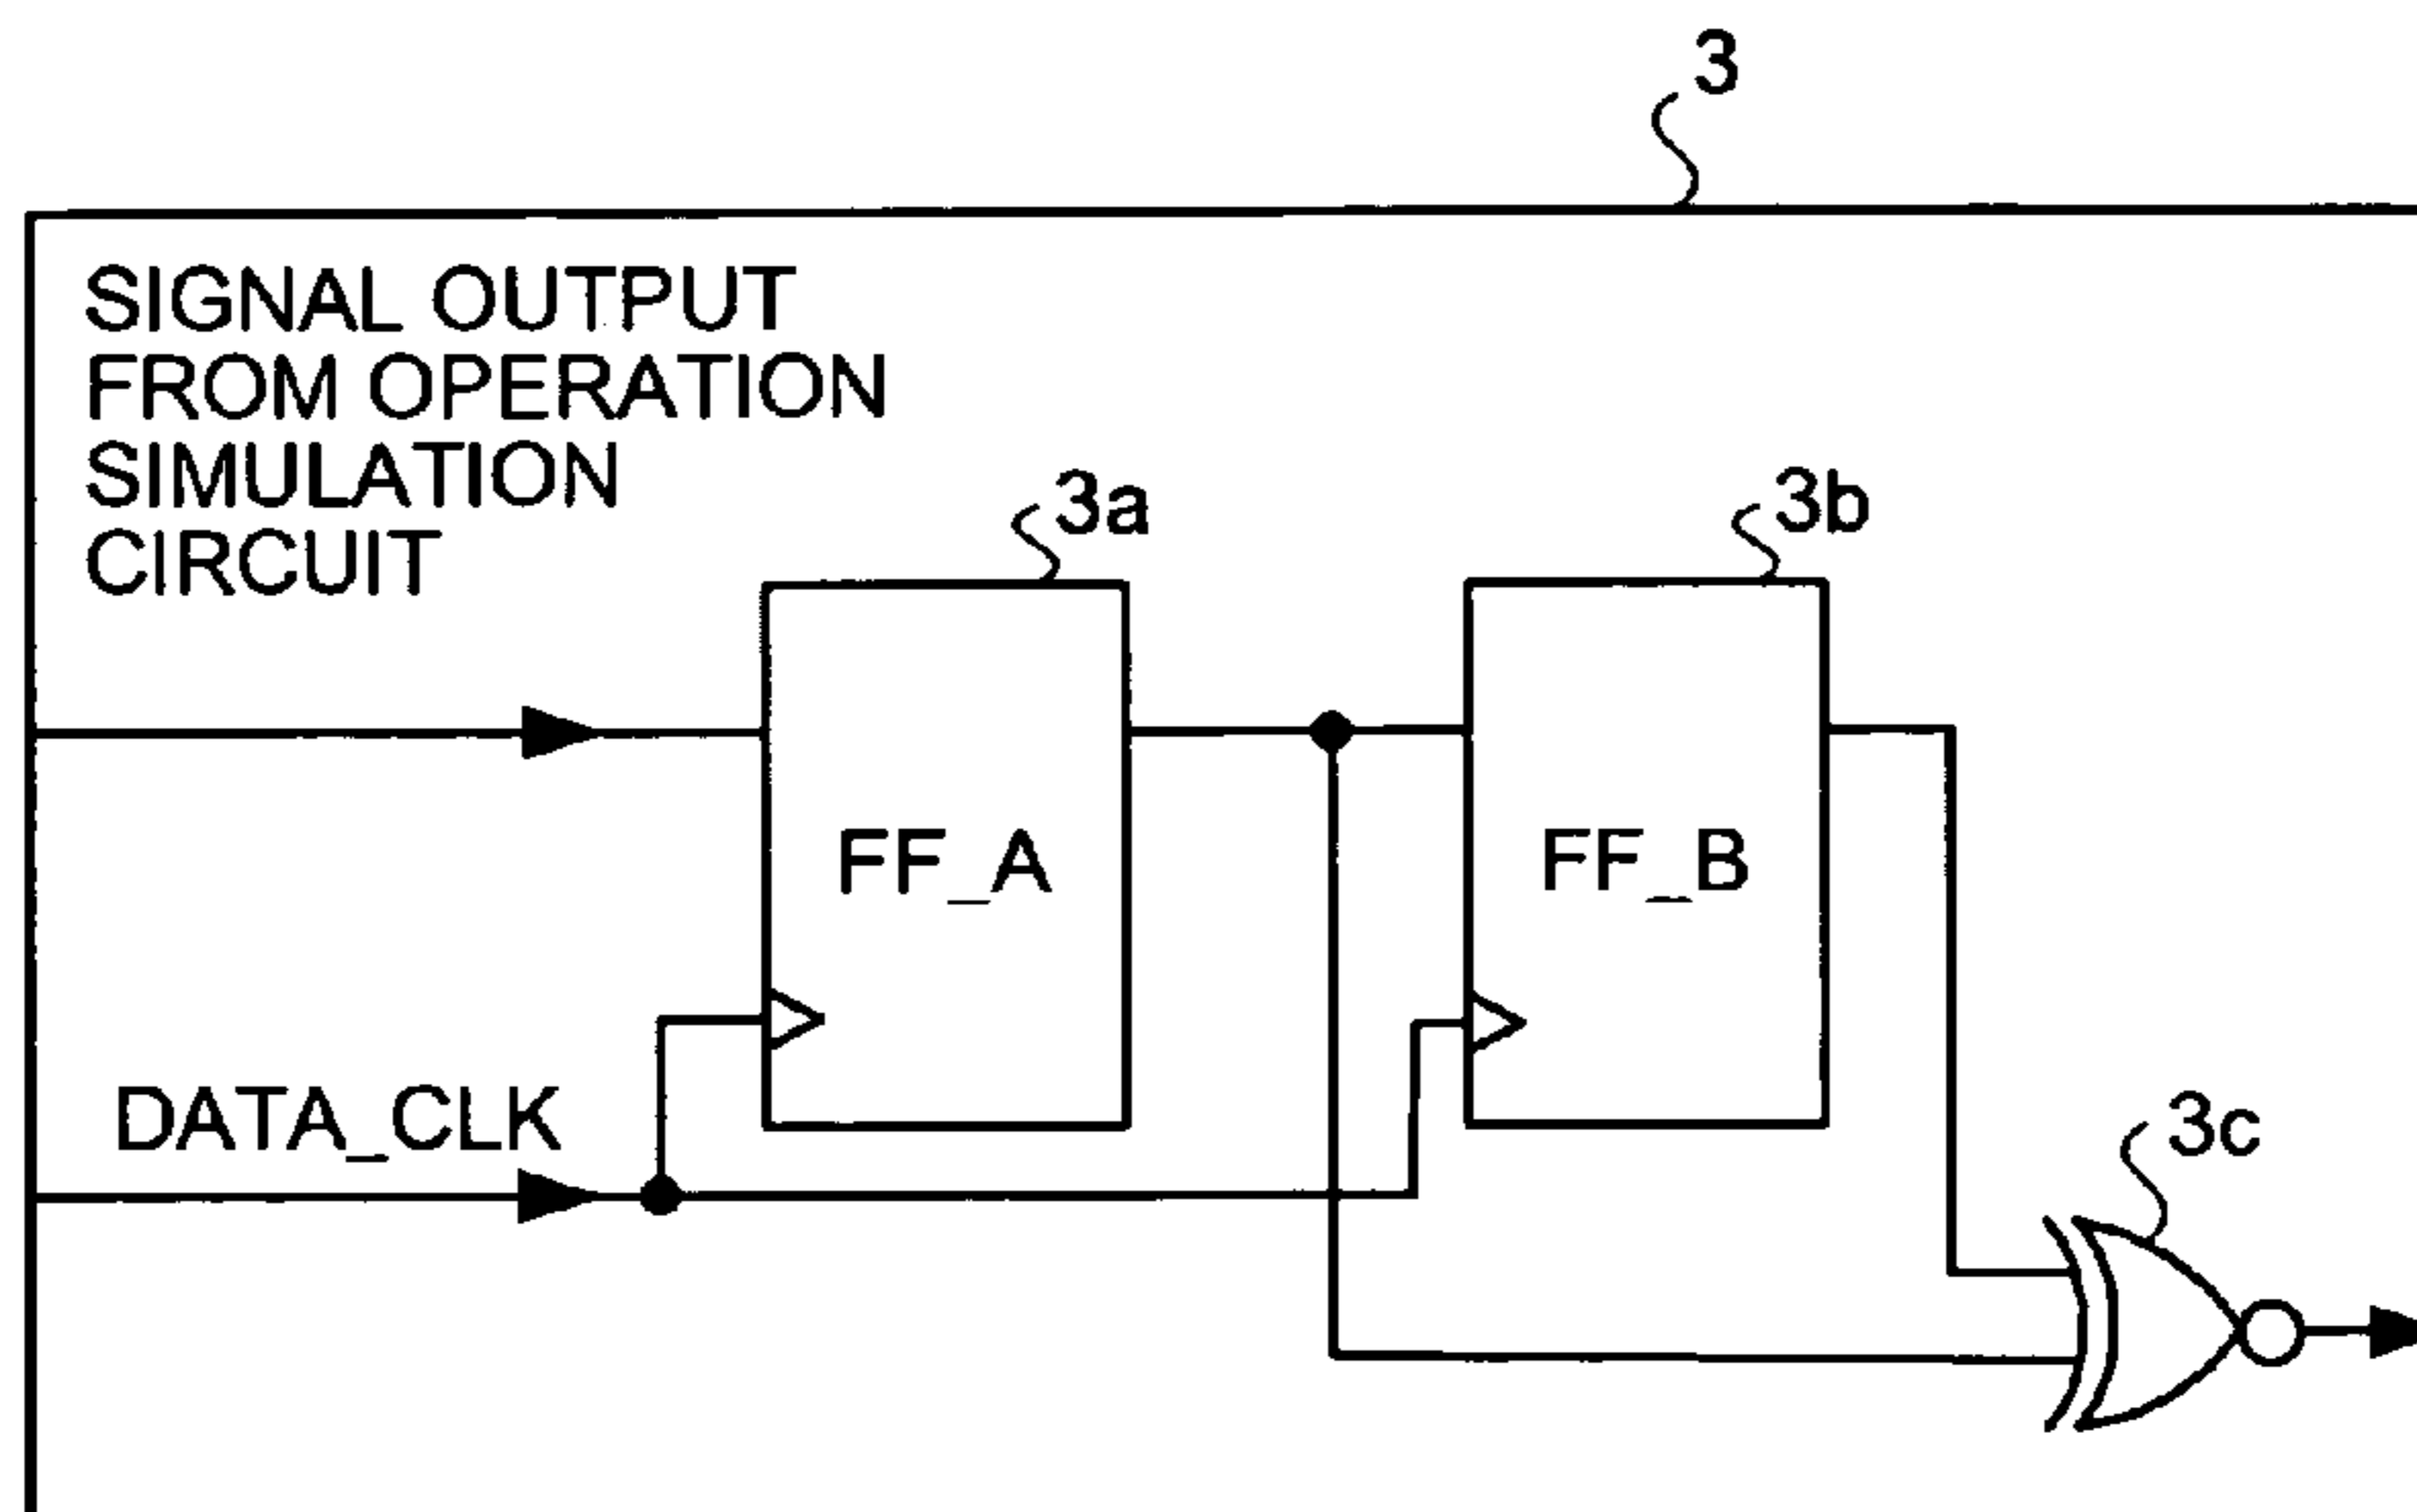 3
SIGNAL OUTPUT
FROM OPERATION
SIMULATION
CIRCUIT
3a
3b
FF_A
FF_B
DATA_CLK
3c